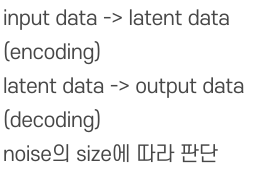 input data -> latent data
(encoding)
latent data -> output data
(decoding)
noise의 size에 따라 판단